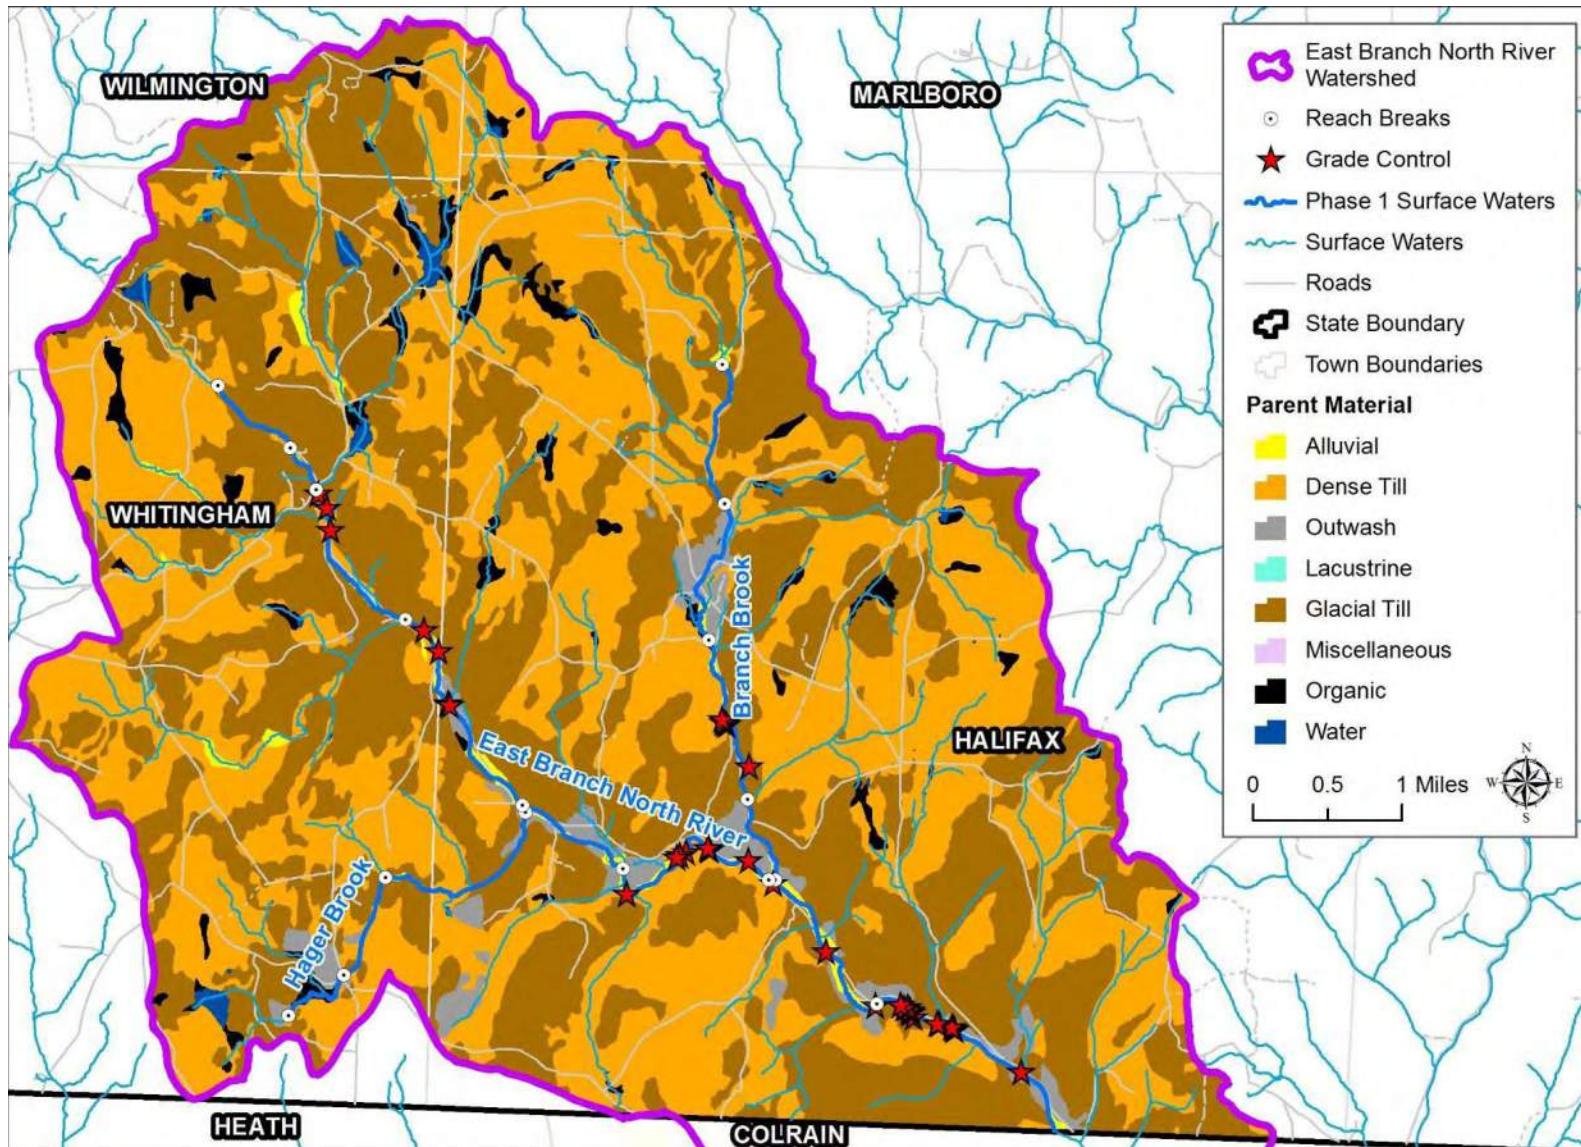 WILMINGTON
MARLBORO
WHITINGHAM
Branch Brook
HALIFAX
East Branch North River
Hager Brook
HEATH
COLRAIN
East Branch North River
Watershed
Reach Breaks
Grade Control
Phase 1 Surface Waters
Surface Waters
Roads
State Boundary
Town Boundaries
Parent Material
Alluvial
Dense Till
Outwash
Lacustrine
Glacial Till
Miscellaneous
Organic
Water
0 0.5 1 Miles
N
W E
S